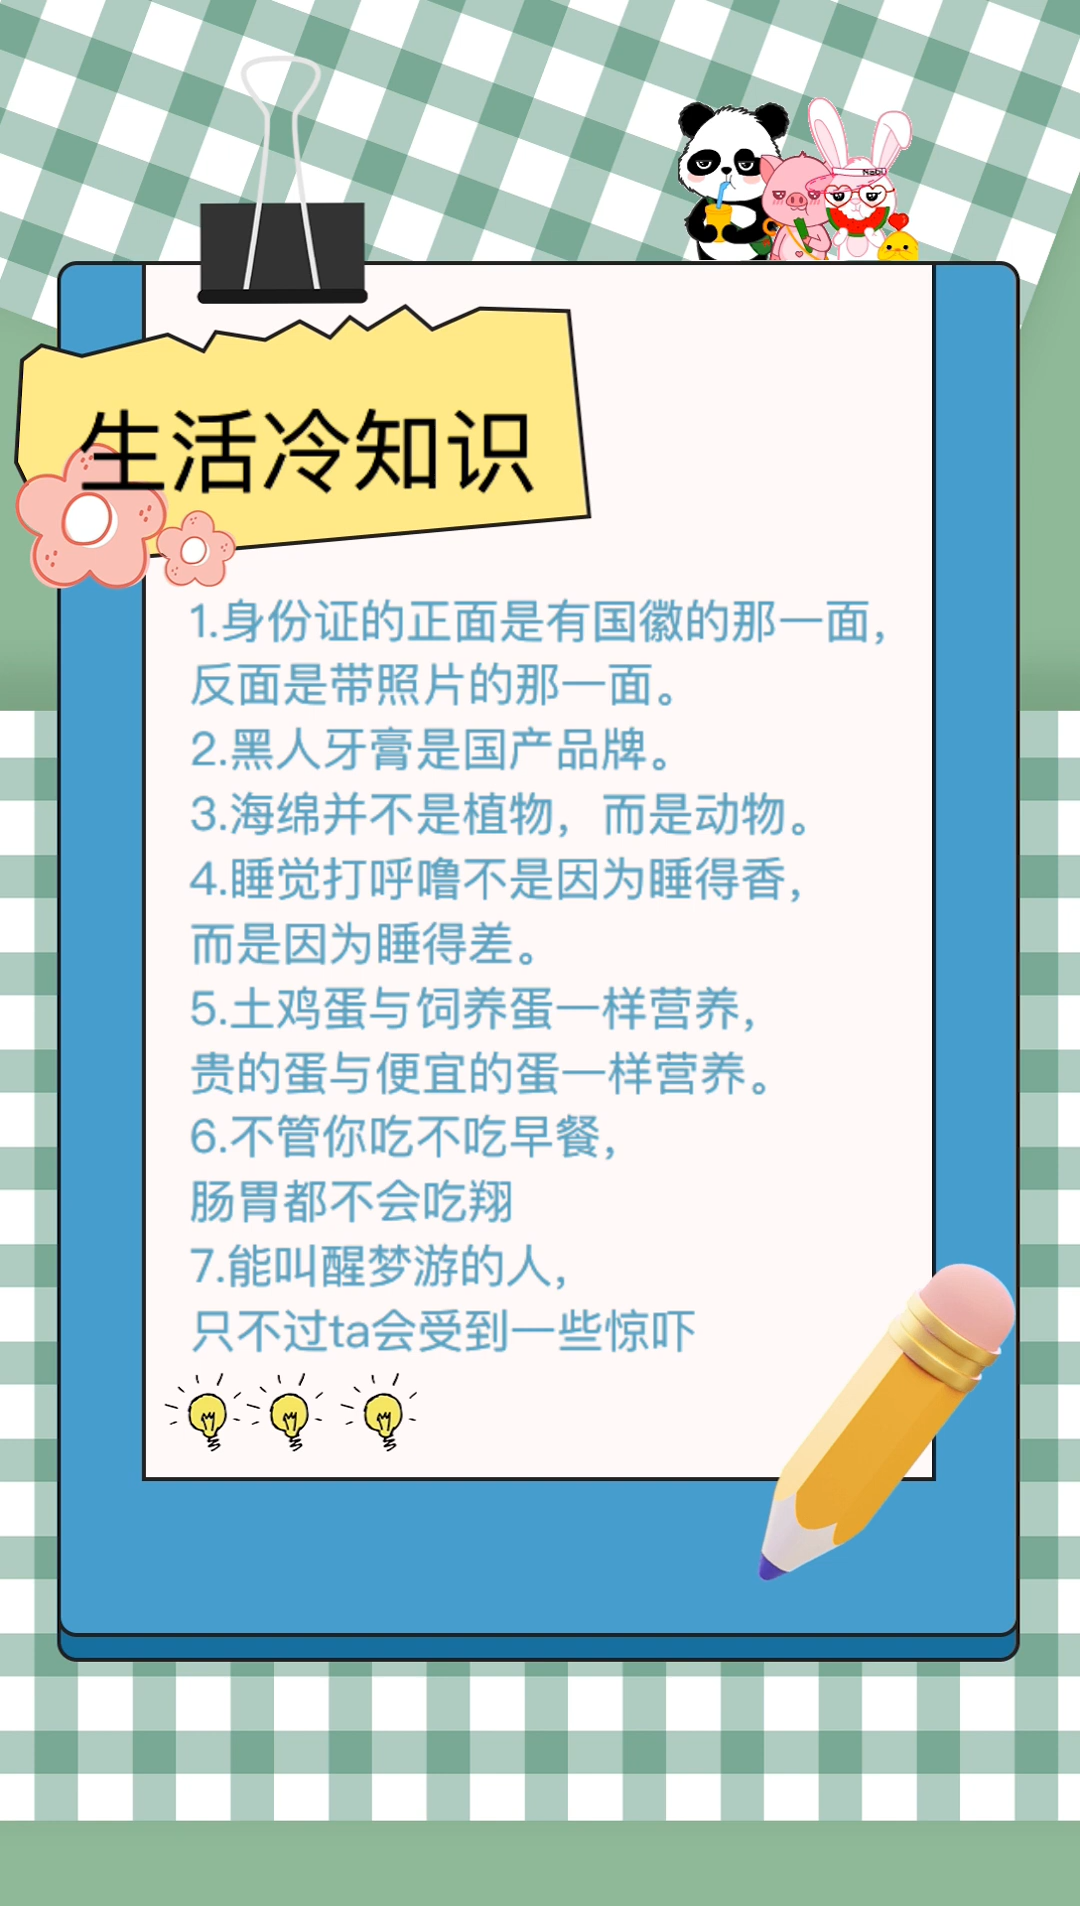 生活冷知识
1.身份证的正面是有国徽的那一面，
反面是带照片的那一面。
2.黑人牙膏是国产品牌。
3.海绵并不是植物，而是动物。
4.睡觉打呼噜不是因为睡得香，
而是因为睡得差。
5.土鸡蛋与饲养蛋一样营养，
贵的蛋与便宜的蛋一样营养。
6.不管你吃不吃早餐，
肠胃都不会吃翔
7.能叫醒梦游的人，
只不过ta会受到一些惊吓